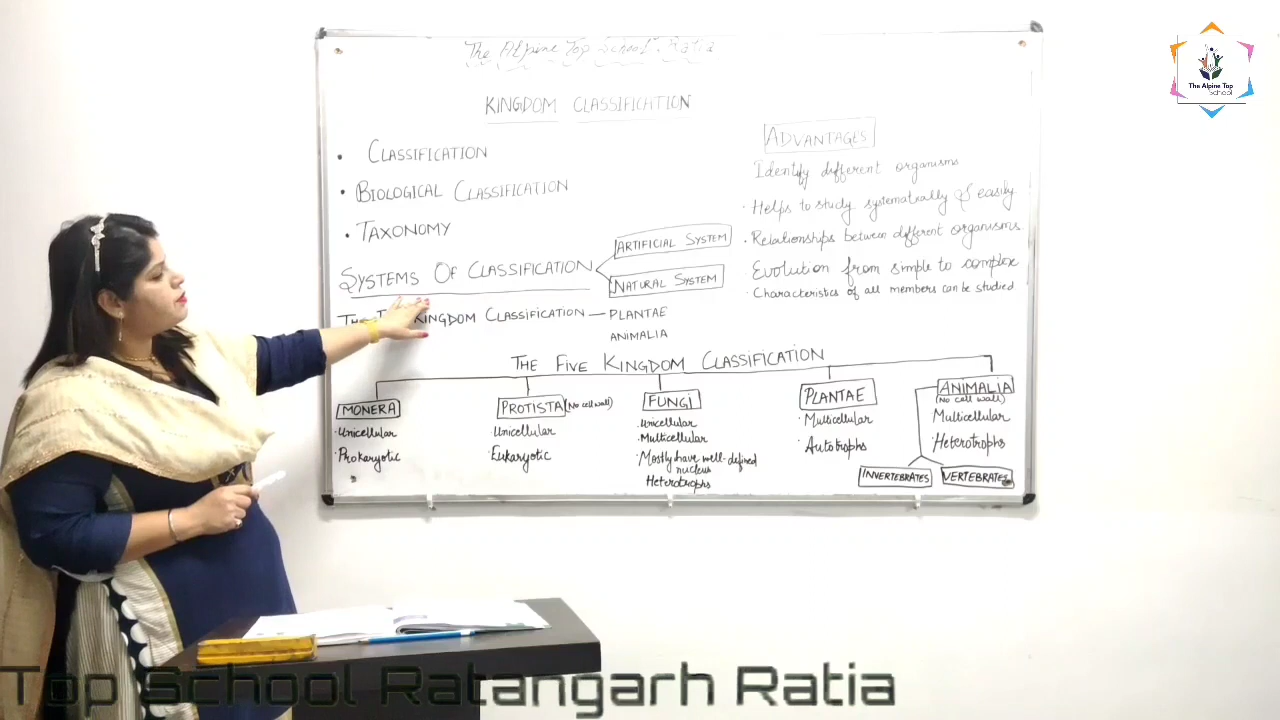 The Alpine Top School Ratia
KINGDOM CLASSIFICATION
• CLASSIFICATION
• BIOLOGICAL CLASSIFICATION
• TAXONOMY
SYSTEMS OF CLASSIFICATION
ARTIFICIAL SYSTEM
NATURAL SYSTEM
KINGDOM CLASSIFICATION — PLANTAE
ANIMALIA
ADVANTAGES
Identify different organisms
• Helps to study systematically & easily
• Relationships between different organisms
Evolution from simple to complex
• Characteristics of all members can be studied
THE FIVE KINGDOM CLASSIFICATION
MONERA
• Unicellular
• Prokaryotic
PROTISTA (No cell wall)
• Unicellular
• Eukaryotic
FUNGI
• Unicellular
• Multicellular
• Mostly have well-defined
nucleus
Heterotrophs
PLANTAE
• Multicellular
• Autotrophs
ANIMALIA
(No cell wall)
Multicellular
• Heterotrophs
INVERTEBRATES
VERTEBRATES
The Alpine Top
School
Top School Ratangarh Ratia